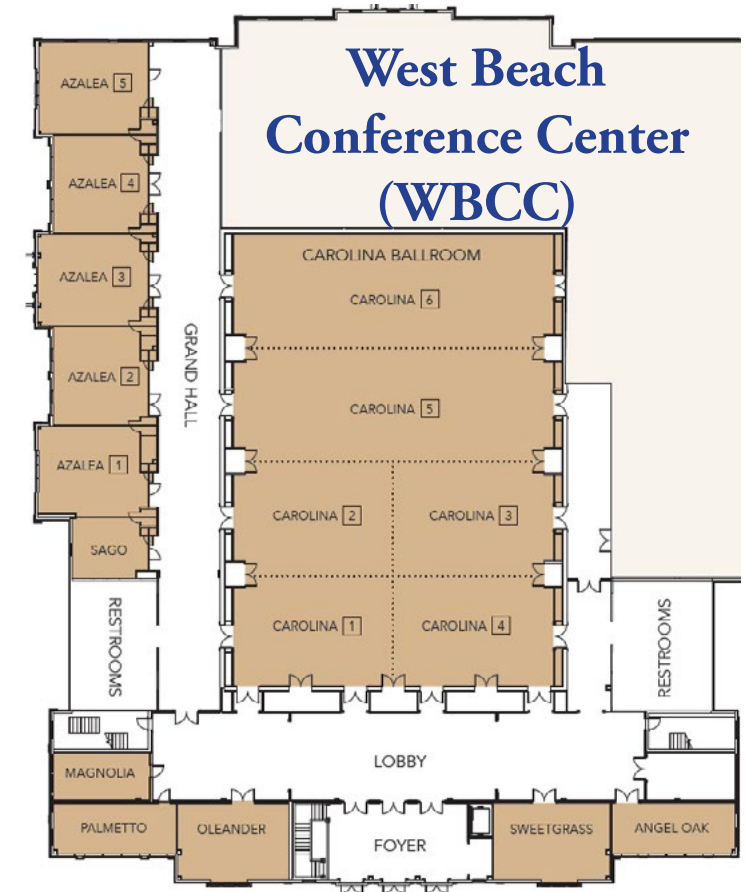 West Beach
Conference Center
(WBCC)
AZALEA 5
AZALEA 4
AZALEA 3
AZALEA 2
AZALEA 1
SAGO
RESTROOMS
GRAND HALL
CAROLINA BALLROOM
CAROLINA 6
CAROLINA 5
CAROLINA 2
CAROLINA 3
CAROLINA 1
CAROLINA 4
RESTROOMS
LOBBY
MAGNOLIA
PALMETTO
OLEANDER
FOYER
SWEETGRASS
ANGEL OAK